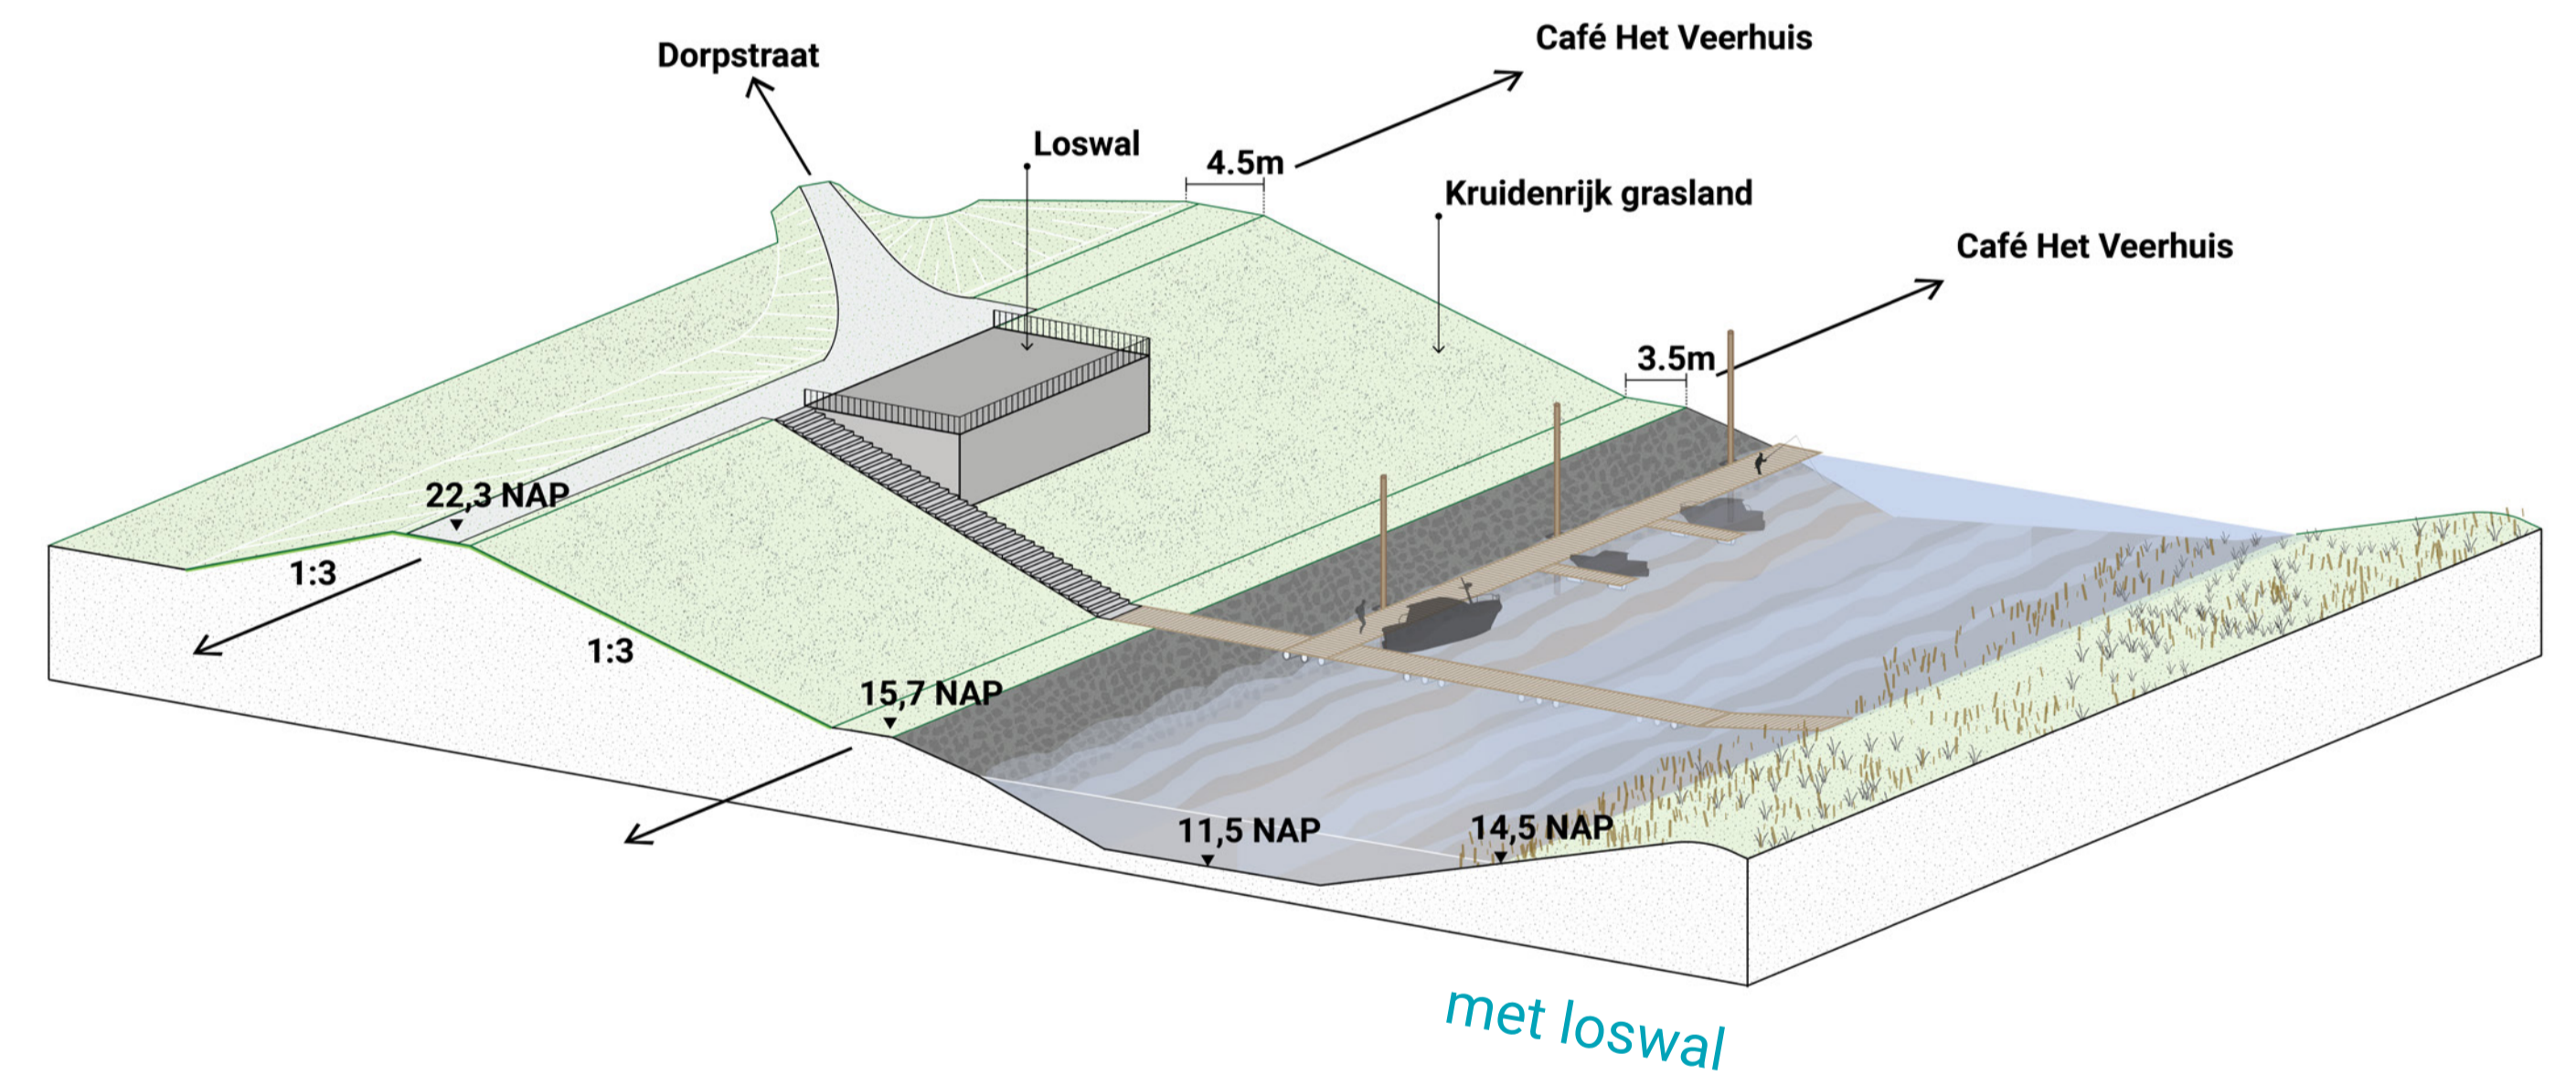 Café Het Veerhuis
Dorpstraat
Loswal
4.5m
Kruidenrijk grasland
Café Het Veerhuis
3.5m
22,3 NAP
1:3
1:3
15,7 NAP
11,5 NAP
14,5 NAP
met loswal